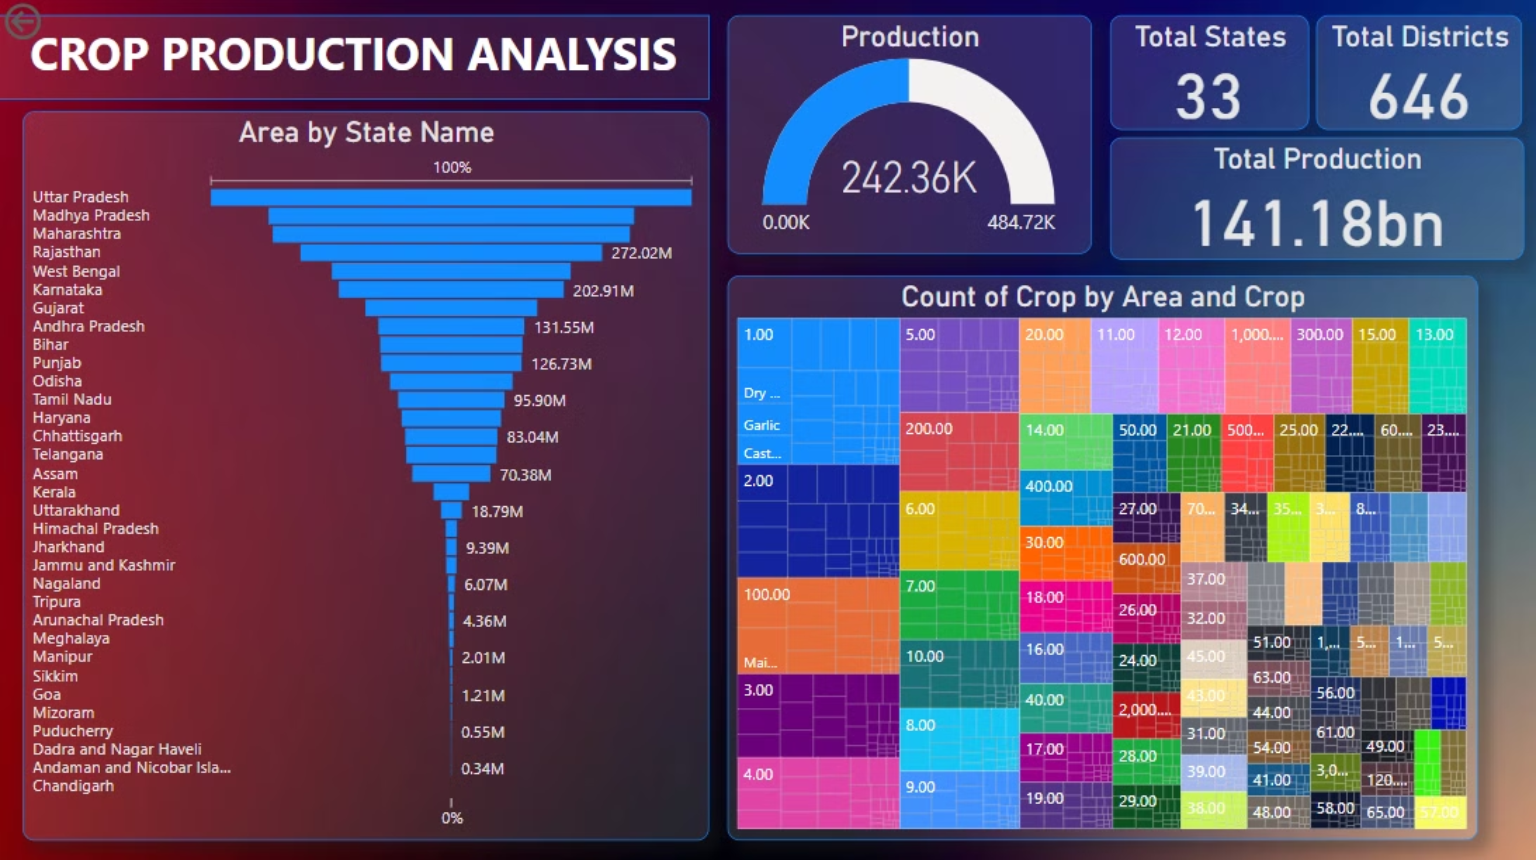 CROP PRODUCTION ANALYSIS
Area by State Name
100%
Uttar Pradesh
Madhya Pradesh
Maharashtra
Rajasthan 272.02M
West Bengal
Karnataka 202.91M
Gujarat
Andhra Pradesh 131.55M
Bihar
Punjab 126.73M
Odisha
Tamil Nadu 95.90M
Haryana
Chhattisgarh 83.04M
Telangana
Assam 70.38M
Kerala
Uttarakhand 18.79M
Himachal Pradesh
Jharkhand 9.39M
Jammu and Kashmir
Nagaland 6.07M
Tripura
Arunachal Pradesh 4.36M
Meghalaya
Manipur 2.01M
Sikkim
Goa 1.21M
Mizoram
Puducherry 0.55M
Dadra and Nagar Haveli
Andaman and Nicobar Isla... 0.34M
Chandigarh
0%
Production
242.36K
0.00K 484.72K
Total States
33
Total Districts
646
Total Production
141.18bn
Count of Crop by Area and Crop
1.00 5.00 20.00 11.00 12.00 1,000.... 300.00 15.00 13.00
Dry ...
Garlic 200.00 14.00 50.00 21.00 500... 25.00 22.... 60.... 23....
Cast...
2.00 400.00
6.00 27.00 70... 34... 35... 3... 8...
30.00
600.00
7.00 37.00
100.00 18.00
26.00 32.00
51.00 1,... 5... 1... 5...
10.00 16.00 45.00
Mai... 24.00
63.00
3.00 40.00 43.00 56.00
2,000.... 44.00
8.00 31.00 61.00
17.00 54.00 49.00
28.00
4.00 39.00 3,0...
41.00 120....
9.00 19.00 29.00 38.00 48.00 58.00 65.00 57.00